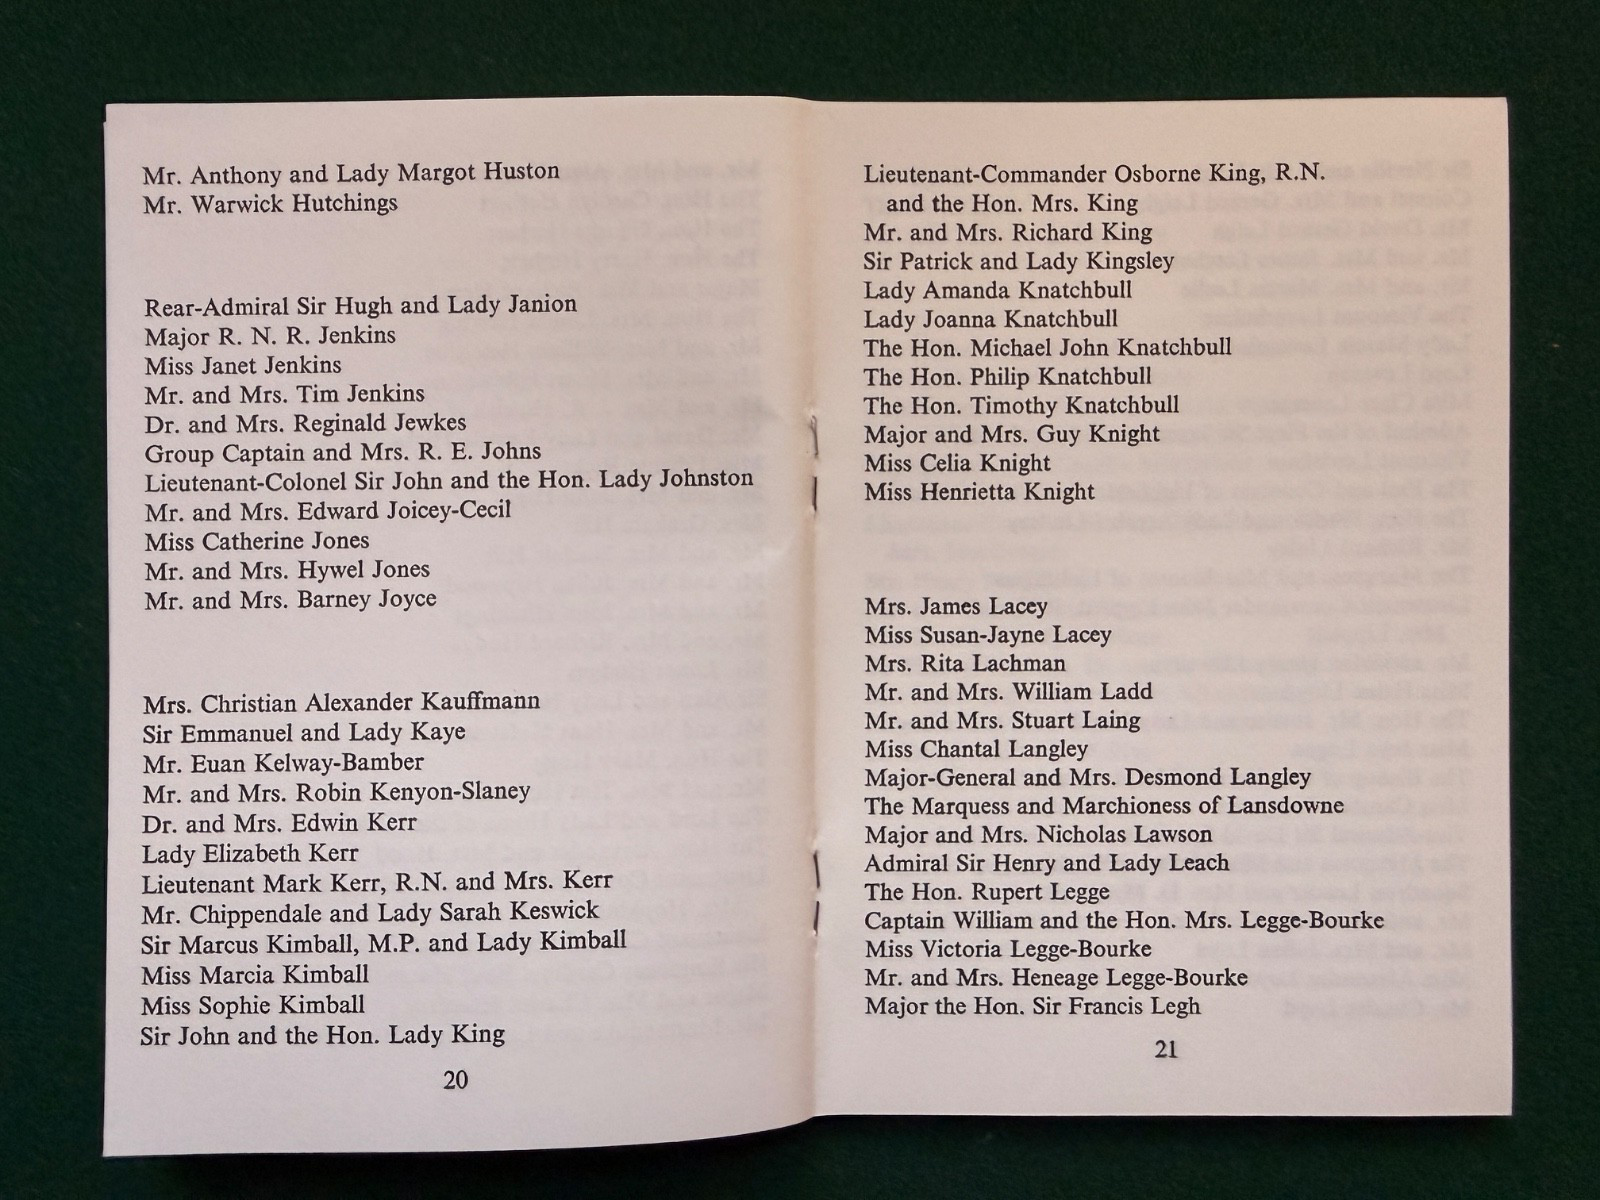 Mr. Anthony and Lady Margot Huston
Mr. Warwick Hutchings
Rear-Admiral Sir Hugh and Lady Janion
Major R. N. R. Jenkins
Miss Janet Jenkins
Mr. and Mrs. Tim Jenkins
Dr. and Mrs. Reginald Jewkes
Group Captain and Mrs. R. E. Johns
Lieutenant-Colonel Sir John and the Hon. Lady Johnston
Mr. and Mrs. Edward Joicey-Cecil
Miss Catherine Jones
Mr. and Mrs. Hywel Jones
Mr. and Mrs. Barney Joyce
Mrs. Christian Alexander Kauffmann
Sir Emmanuel and Lady Kaye
Mr. Euan Kelway-Bamber
Mr. and Mrs. Robin Kenyon-Slaney
Dr. and Mrs. Edwin Kerr
Lady Elizabeth Kerr
Lieutenant Mark Kerr, R.N. and Mrs. Kerr
Mr. Chippendale and Lady Sarah Keswick
Sir Marcus Kimball, M.P. and Lady Kimball
Miss Marcia Kimball
Miss Sophie Kimball
Sir John and the Hon. Lady King
20
Lieutenant-Commander Osborne King, R.N.
and the Hon. Mrs. King
Mr. and Mrs. Richard King
Sir Patrick and Lady Kingsley
Lady Amanda Knatchbull
Lady Joanna Knatchbull
The Hon. Michael John Knatchbull
The Hon. Philip Knatchbull
The Hon. Timothy Knatchbull
Major and Mrs. Guy Knight
Miss Celia Knight
Miss Henrietta Knight
Mrs. James Lacey
Miss Susan-Jayne Lacey
Mrs. Rita Lachman
Mr. and Mrs. William Ladd
Mr. and Mrs. Stuart Laing
Miss Chantal Langley
Major-General and Mrs. Desmond Langley
The Marquess and Marchioness of Lansdowne
Major and Mrs. Nicholas Lawson
Admiral Sir Henry and Lady Leach
The Hon. Rupert Legge
Captain William and the Hon. Mrs. Legge-Bourke
Miss Victoria Legge-Bourke
Mr. and Mrs. Heneage Legge-Bourke
Major the Hon. Sir Francis Legh
21